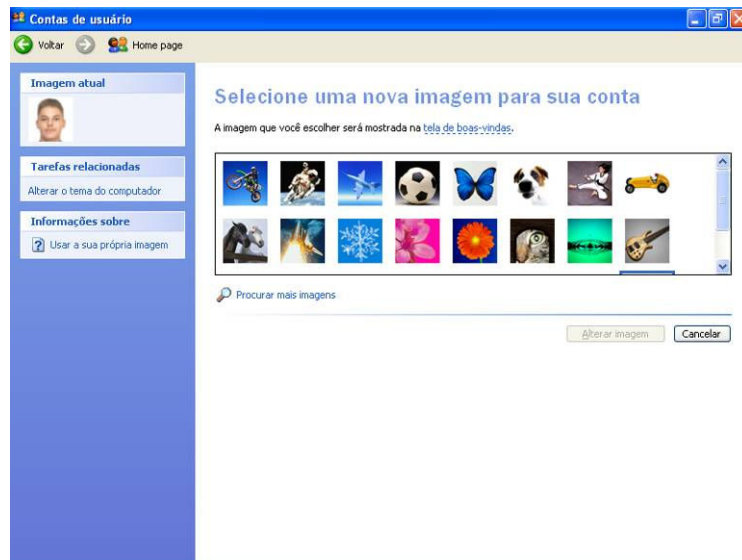 Contas de usuário
Voltar Home page
Imagem atual
Tarefas relacionadas
Alterar o tema do computador
Informações sobre
Usar a sua própria imagem
Selecione uma nova imagem para sua conta
A imagem que você escolher será mostrada na tela de boas-vindas.
Procurar mais imagens
Alterar imagem Cancelar